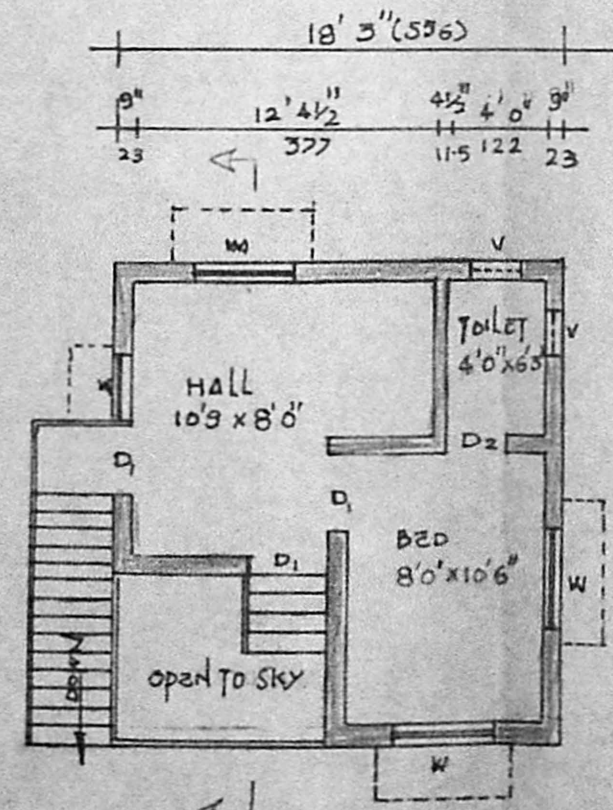 18' 3"(556)
9" 12' 4½" 4½" 4' 0" 9"
23 377 11.5 122 23
W
V
TOILET
4'0"x6'3
V
HALL
10'9 x 8'0"
D1
D2
D1
BED
8'0"x10'6"
D1
W
OPEN TO SKY
DOWN
W